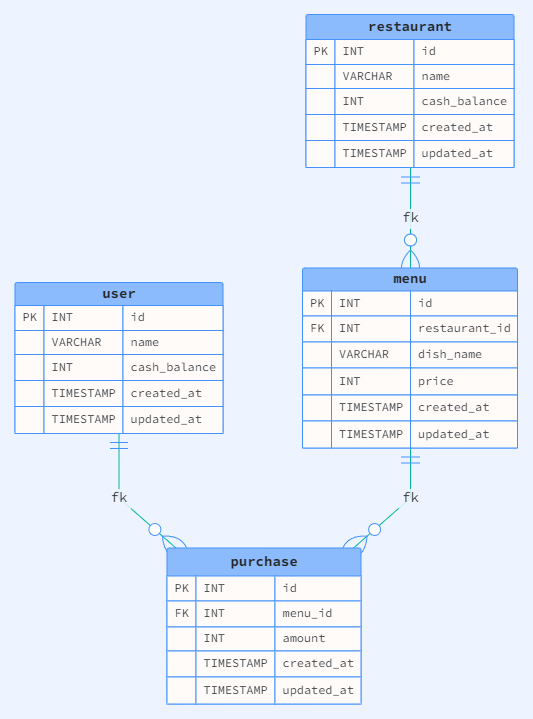 restaurant
PK INT id
VARCHAR name
INT cash_balance
TIMESTAMP created_at
TIMESTAMP updated_at
fk
menu
PK INT id
FK INT restaurant_id
VARCHAR dish_name
INT price
TIMESTAMP created_at
TIMESTAMP updated_at
user
PK INT id
VARCHAR name
INT cash_balance
TIMESTAMP created_at
TIMESTAMP updated_at
fk
fk
purchase
PK INT id
FK INT menu_id
INT amount
TIMESTAMP created_at
TIMESTAMP updated_at